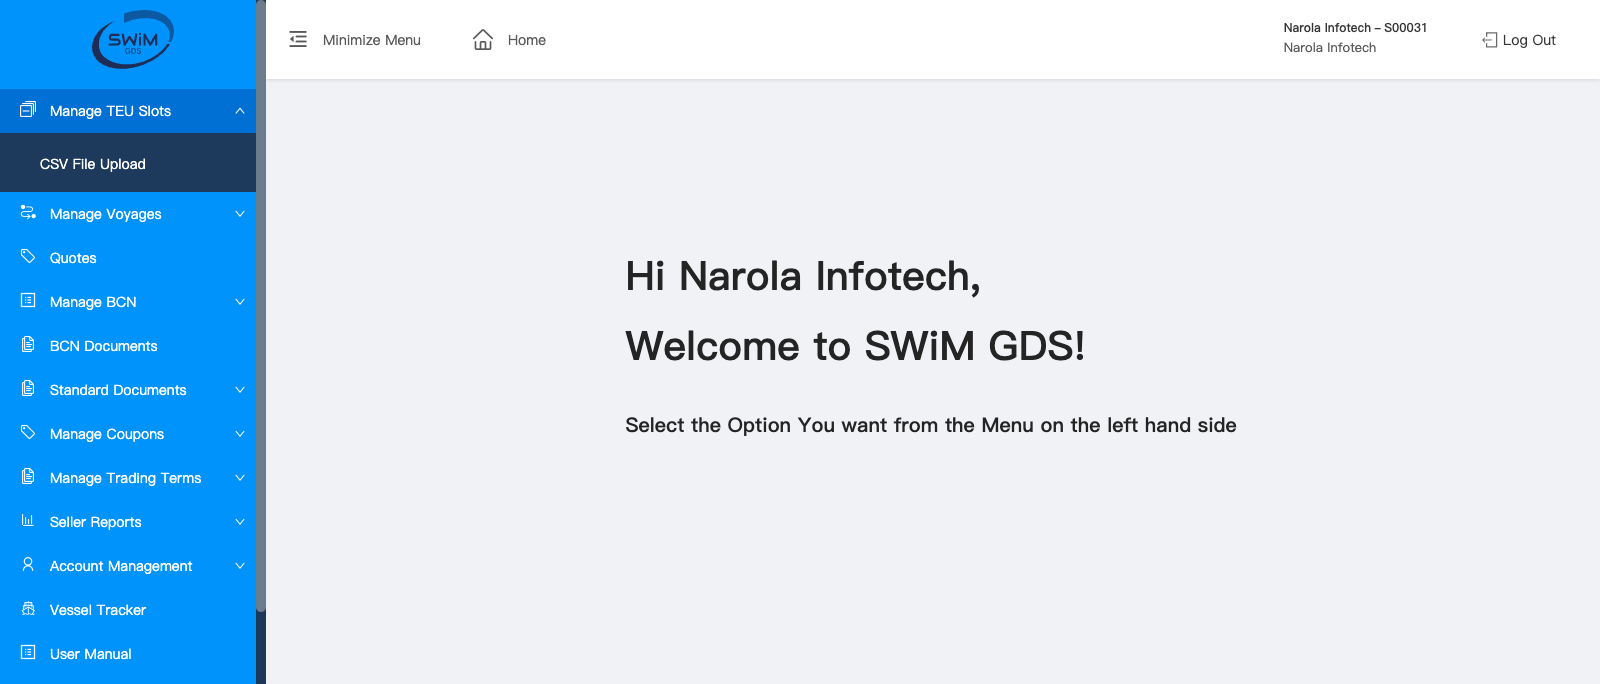 SWiM
GDS
Minimize Menu
Home
Narola Infotech – S00031
Narola Infotech
Log Out
Manage TEU Slots
CSV File Upload
Manage Voyages
Quotes
Manage BCN
BCN Documents
Standard Documents
Manage Coupons
Manage Trading Terms
Seller Reports
Account Management
Vessel Tracker
User Manual
Hi Narola Infotech,
Welcome to SWiM GDS!
Select the Option You want from the Menu on the left hand side